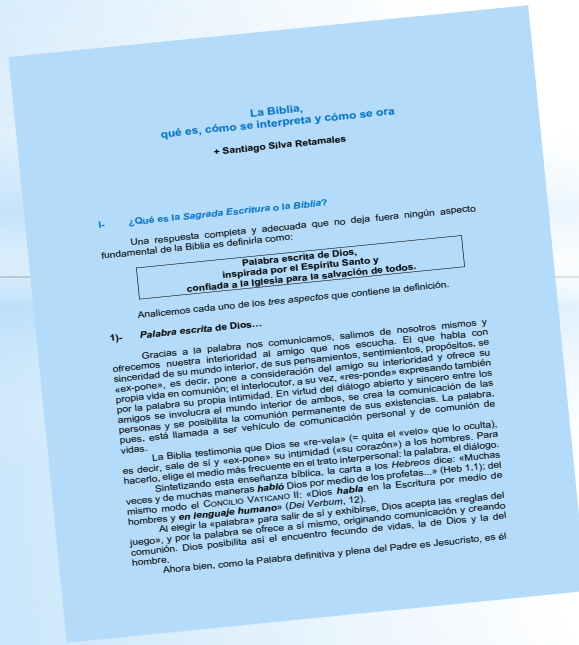 La Biblia,
qué es, cómo se interpreta y cómo se ora
+ Santiago Silva Retamales
I- ¿Qué es la Sagrada Escritura o la Biblia?
Una respuesta completa y adecuada que no deja fuera ningún aspecto
fundamental de la Biblia es definirla como:
Palabra escrita de Dios,
inspirada por el Espíritu Santo y
confiada a la Iglesia para la salvación de todos.
Analicemos cada uno de los tres aspectos que contiene la definición.
1)- Palabra escrita de Dios…
Gracias a la palabra nos comunicamos, salimos de nosotros mismos y
ofrecemos nuestra interioridad al amigo que nos escucha. El que habla con
sinceridad de su mundo interior, de sus pensamientos, sentimientos, propósitos, se
«ex-pone», es decir, pone a consideración del amigo su interioridad y ofrece su
propia vida en comunión; el interlocutor, a su vez, «res-ponde» expresando también
por la palabra su propia intimidad. En virtud del diálogo abierto y sincero entre los
amigos se involucra el mundo interior de ambos, se crea la comunicación de las
personas y se posibilita la comunión permanente de sus existencias. La palabra,
pues, está llamada a ser vehículo de comunicación personal y de comunión de
vidas.
La Biblia testimonia que Dios se «re-vela» (= quita el «velo» que lo oculta),
es decir, sale de sí y «ex-pone» su intimidad («su corazón») a los hombres. Para
hacerlo, elige el medio más frecuente en el trato interpersonal: la palabra, el diálogo.
Sintetizando esta enseñanza bíblica, la carta a los Hebreos dice: «Muchas
veces y de muchas maneras habló Dios por medio de los profetas...» (Heb 1,1); del
mismo modo el CONCILIO VATICANO II: «Dios habla en la Escritura por medio de
hombres y en lenguaje humano» (Dei Verbum, 12).
Al elegir la «palabra» para salir de sí y exhibirse, Dios acepta las «reglas del
juego», y por la palabra se ofrece a sí mismo, originando comunicación y creando
comunión. Dios posibilita así el encuentro fecundo de vidas, la de Dios y la del
hombre.
Ahora bien, como la Palabra definitiva y plena del Padre es Jesucristo, es él